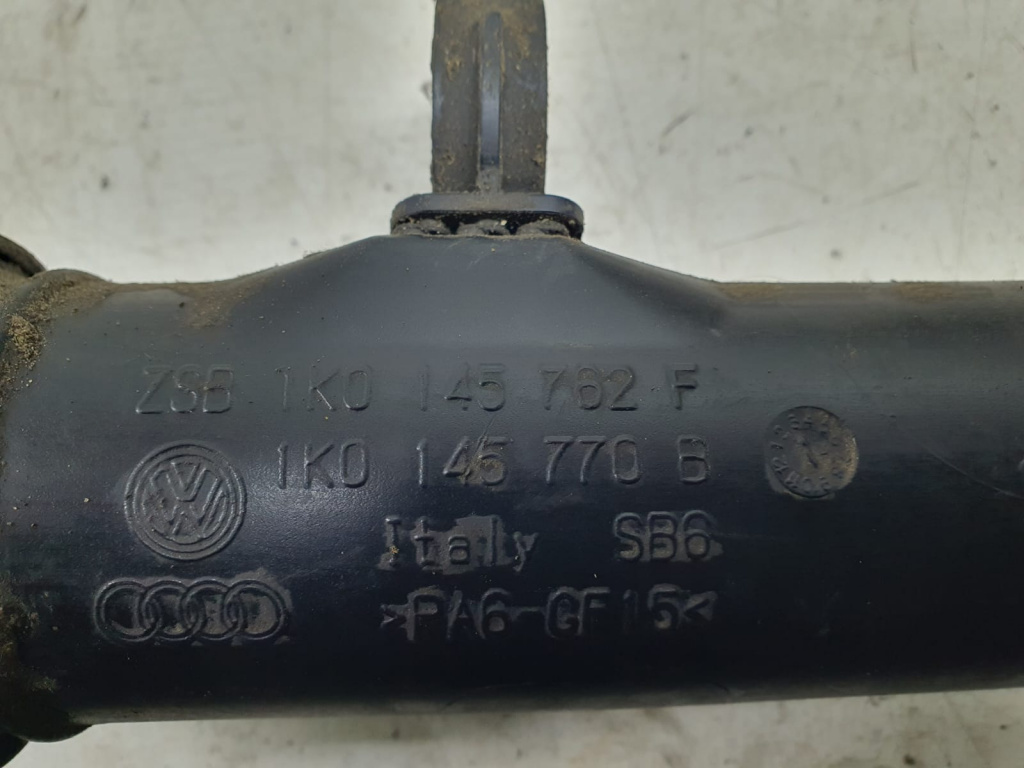 ZSB 1K0 145 762 F
1K0 145 770 B
Italy SB6
>PA6-GF15<